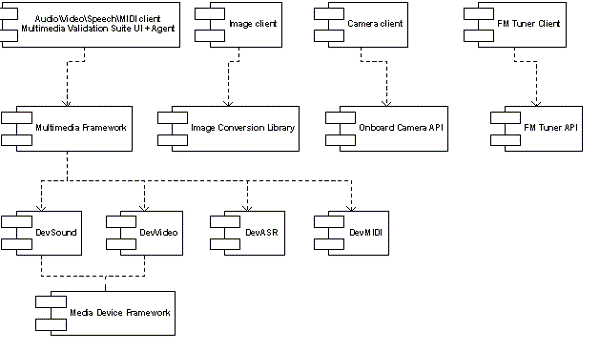 Audio\Video\Speech\MIDI client
Multimedia Validation Suite UI + Agent
Image client
Camera client
FM Tuner Client
Multimedia Framework
Image Conversion Library
Onboard Camera API
FM Tuner API
DevSound
DevVideo
DevASR
DevMIDI
Media Device Framework